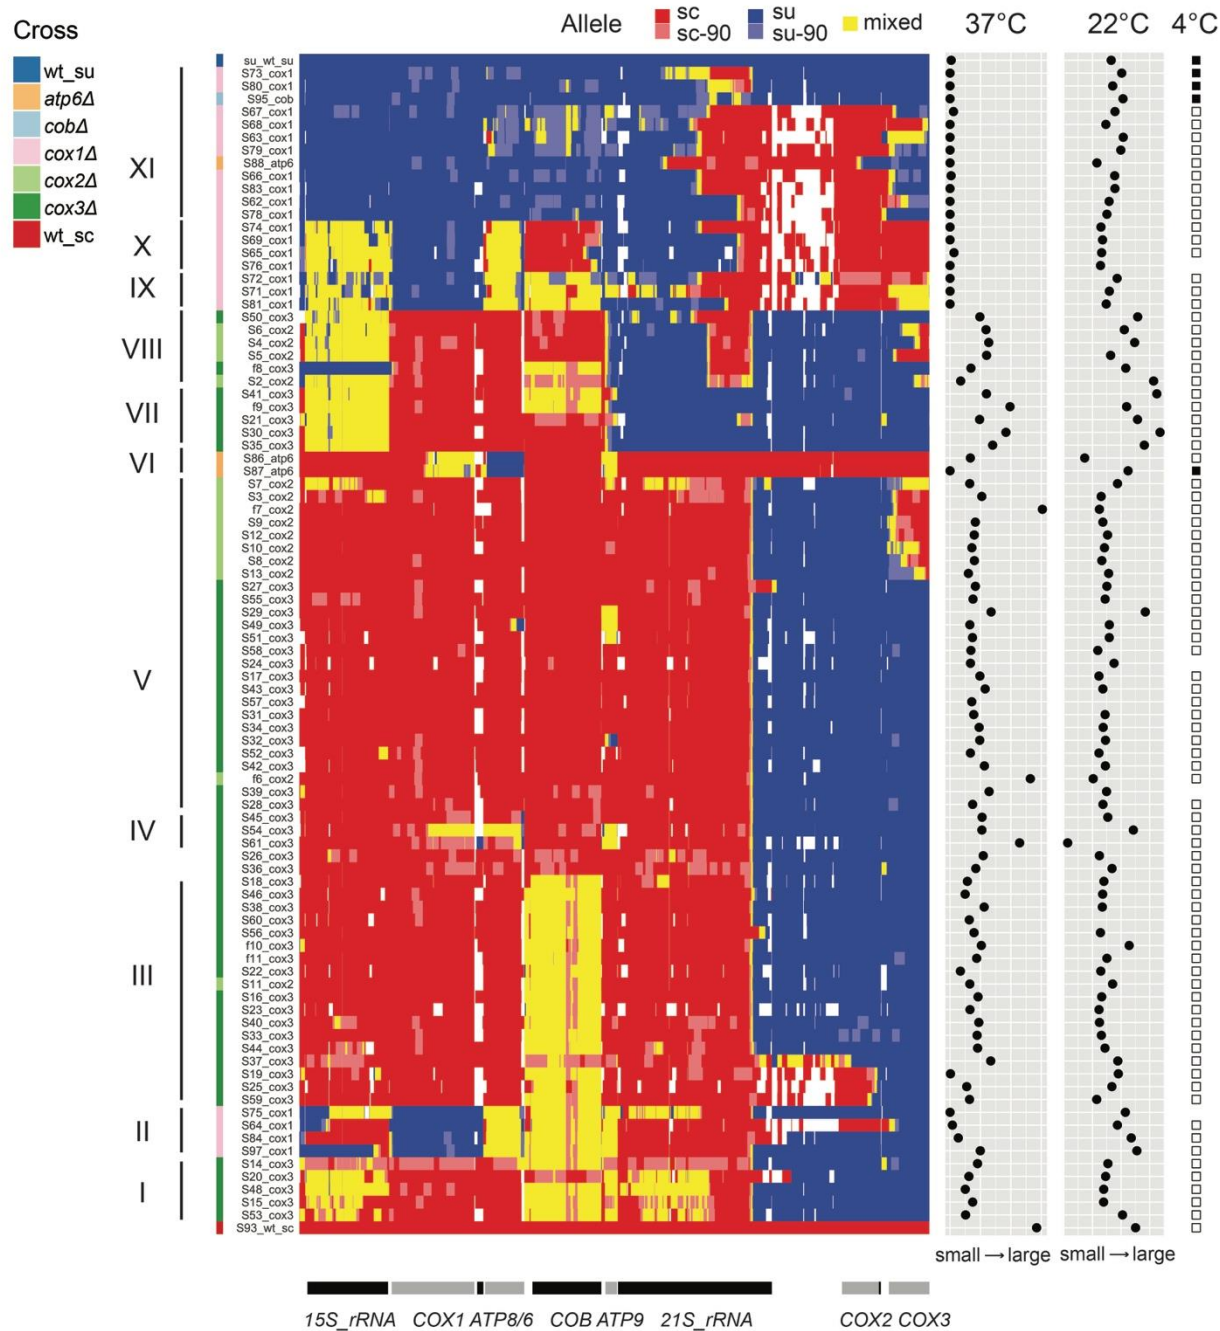 Cross
wt_su
atp6Δ
cobΔ
cox1Δ
cox2Δ
cox3Δ
wt_sc
Allele
sc
sc-90
su
su-90
mixed
37°C
22°C
4°C
XI
X
IX
VIII
VII
VI
V
IV
III
II
I
su_wt_su
S73_cox1
S80_cox1
S95_cob
S67_cox1
S68_cox1
S63_cox1
S79_cox1
S88_atp6
S66_cox1
S83_cox1
S62_cox1
S78_cox1
S74_cox1
S69_cox1
S65_cox1
S76_cox1
S72_cox1
S71_cox1
S81_cox1
S50_cox3
S6_cox2
S4_cox2
S5_cox2
f8_cox3
S2_cox2
S41_cox3
f9_cox3
S21_cox3
S30_cox3
S35_cox3
S86_atp6
S87_atp6
S7_cox2
S3_cox2
f7_cox2
S9_cox2
S12_cox2
S10_cox2
S8_cox2
S13_cox2
S27_cox3
S55_cox3
S29_cox3
S49_cox3
S51_cox3
S58_cox3
S24_cox3
S17_cox3
S43_cox3
S57_cox3
S31_cox3
S34_cox3
S32_cox3
S52_cox3
S42_cox3
f6_cox2
S39_cox3
S28_cox3
S45_cox3
S54_cox3
S61_cox3
S26_cox3
S36_cox3
S18_cox3
S46_cox3
S38_cox3
S60_cox3
S56_cox3
f10_cox3
f11_cox3
S22_cox3
S11_cox2
S16_cox3
S23_cox3
S40_cox3
S33_cox3
S44_cox3
S37_cox3
S19_cox3
S25_cox3
S59_cox3
S75_cox1
S64_cox1
S84_cox1
S97_cox1
S14_cox3
S20_cox3
S48_cox3
S15_cox3
S53_cox3
S93_wt_sc
small → large
small → large
15S_rRNA
COX1
ATP8/6
COB
ATP9
21S_rRNA
COX2
COX3